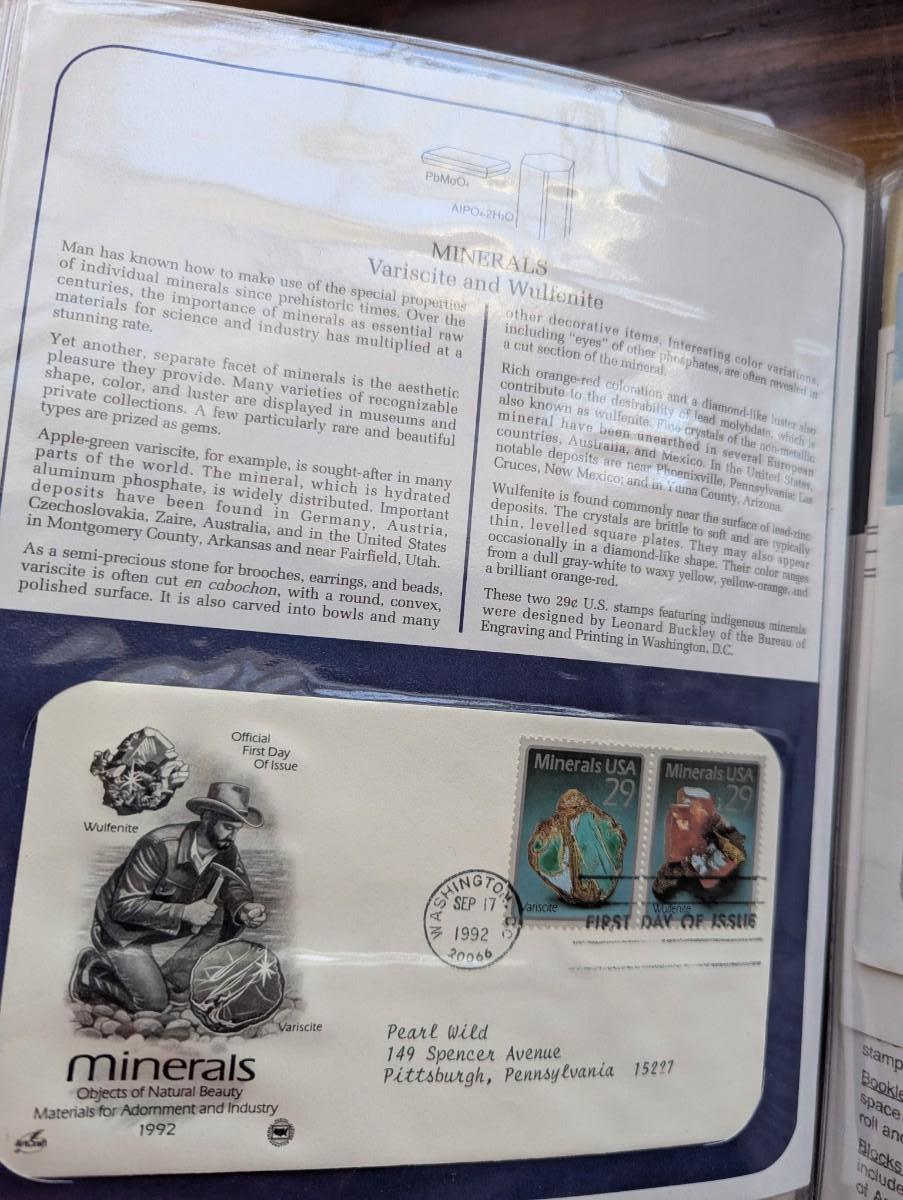 PbMoO₄
AlPO₄·2H₂O
MINERALS
Variscite and Wulfenite
Man has known how to make use of the special properties
of individual minerals since prehistoric times. Over the
centuries, the importance of minerals as essential raw
materials for science and industry has multiplied at a
stunning rate.
Yet another, separate facet of minerals is the aesthetic
pleasure they provide. Many varieties of recognizable
shape, color, and luster are displayed in museums and
private collections. A few particularly rare and beautiful
types are prized as gems.
Apple-green variscite, for example, is sought-after in many
parts of the world. The mineral, which is hydrated
aluminum phosphate, is widely distributed. Important
deposits have been found in Germany, Austria,
Czechoslovakia, Zaire, Australia, and in the United States
in Montgomery County, Arkansas and near Fairfield, Utah.
As a semi-precious stone for brooches, earrings, and beads,
variscite is often cut en cabochon, with a round, convex,
polished surface. It is also carved into bowls and many
other decorative items. Interesting color variations,
including "eyes" of other phosphates, are often revealed in
a cut section of the mineral.
Rich orange-red coloration and a diamond-like luster also
contribute to the desirability of lead molybdate, which is
also known as wulfenite. Fine crystals of the non-metallic
mineral have been unearthed in several European
countries, Australia, and Mexico. In the United States,
notable deposits are near Phoenixville, Pennsylvania; Las
Cruces, New Mexico; and in Yuma County, Arizona.
Wulfenite is found commonly near the surface of lead-zinc
deposits. The crystals are brittle to soft and are typically
thin, levelled square plates. They may also appear
occasionally in a diamond-like shape. Their color ranges
from a dull gray-white to waxy yellow, yellow-orange, and
a brilliant orange-red.
These two 29¢ U.S. stamps featuring indigenous minerals
were designed by Leonard Buckley of the Bureau of
Engraving and Printing in Washington, D.C.
Official
First Day
Of Issue
Wulfenite
Variscite
minerals
Objects of Natural Beauty
Materials for Adornment and Industry
1992
ArtCraft
Minerals USA
29
Variscite
Minerals USA
29
Wulfenite
WASHINGTON DC
SEP 17
1992
20066
FIRST DAY OF ISSUE
Pearl Wild
149 Spencer Avenue
Pittsburgh, Pennsylvania 15227
stamp
Bookle
space
roll and
Blocks
include